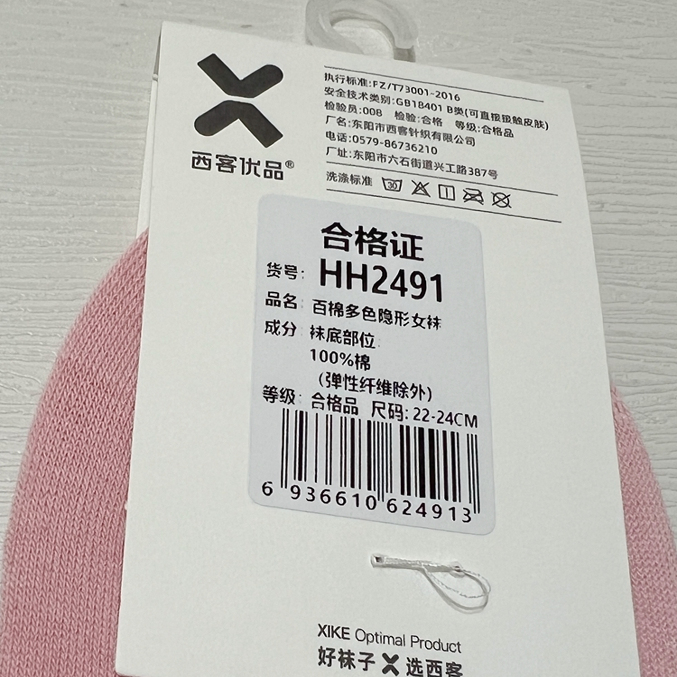 西客优品®
执行标准:FZ/T73001-2016
安全技术类别:GB18401 B类(可直接接触皮肤)
检验员:008 检验:合格 等级:合格品
厂名:东阳市西客针织有限公司
电话:0579-86736210
厂址:东阳市六石街道兴工路387号
洗涤标准 30
合格证
货号: HH2491
品名: 百棉多色隐形女袜
成分 袜底部位
100%棉
(弹性纤维除外)
等级: 合格品 尺码: 22-24CM
6 936610 624913
XIKE Optimal Product
好袜子 选西客